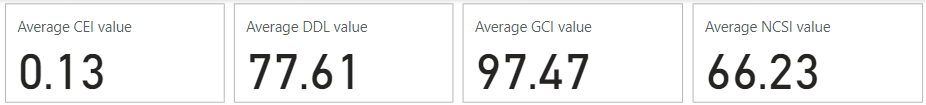 Average CEI value
0.13
Average DDL value
77.61
Average GCI value
97.47
Average NCSI value
66.23